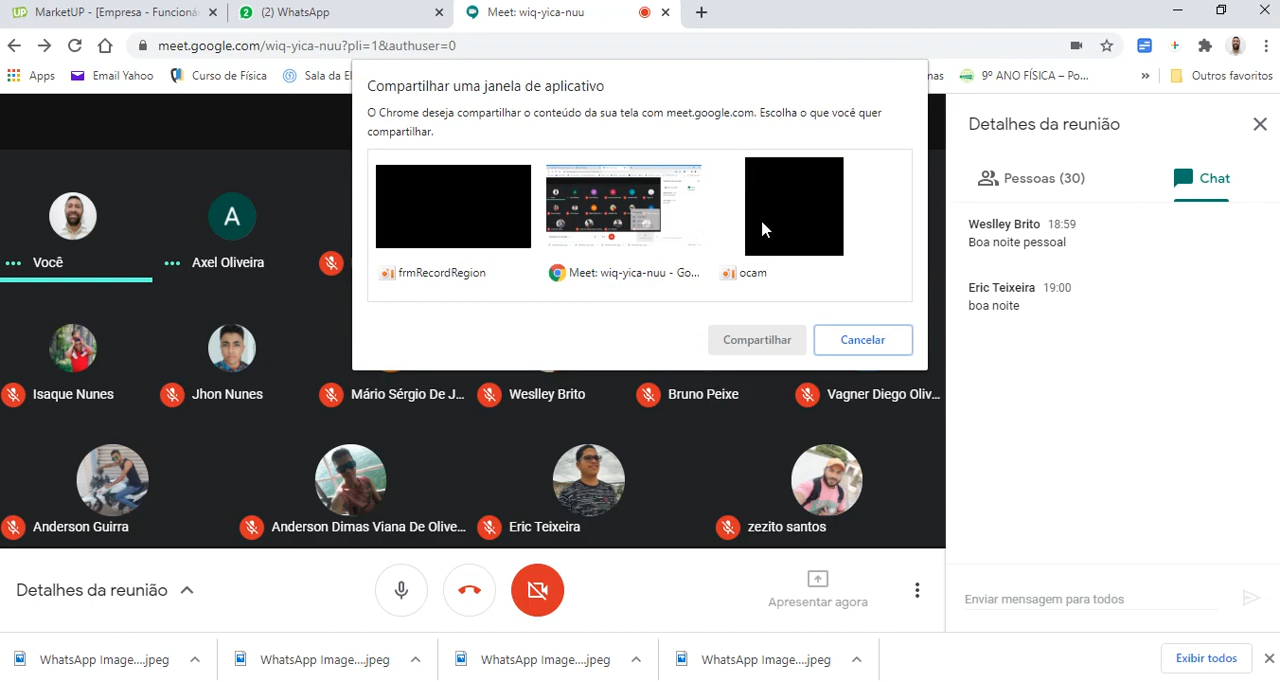 MarketUP - [Empresa - Funcioná
(2) WhatsApp
Meet: wiq-yica-nuu
meet.google.com/wiq-yica-nuu?pli=1&authuser=0
Apps
Email Yahoo
Curso de Física
Sala da El
nas
9º ANO FÍSICA – Po...
»
Outros favoritos
Compartilhar uma janela de aplicativo
O Chrome deseja compartilhar o conteúdo da sua tela com meet.google.com. Escolha o que você quer
compartilhar.
frmRecordRegion
Meet: wiq-yica-nuu - Go...
ocam
Compartilhar
Cancelar
A
Você
Axel Oliveira
Isaque Nunes
Jhon Nunes
Mário Sérgio De J...
Weslley Brito
Bruno Peixe
Vagner Diego Oliv...
Anderson Guirra
Anderson Dimas Viana De Olive...
Eric Teixeira
zezito santos
Detalhes da reunião
Pessoas (30)
Chat
Weslley Brito 18:59
Boa noite pessoal
Eric Teixeira 19:00
boa noite
Enviar mensagem para todos
Detalhes da reunião
Apresentar agora
WhatsApp Image....jpeg
WhatsApp Image....jpeg
WhatsApp Image....jpeg
WhatsApp Image....jpeg
Exibir todos